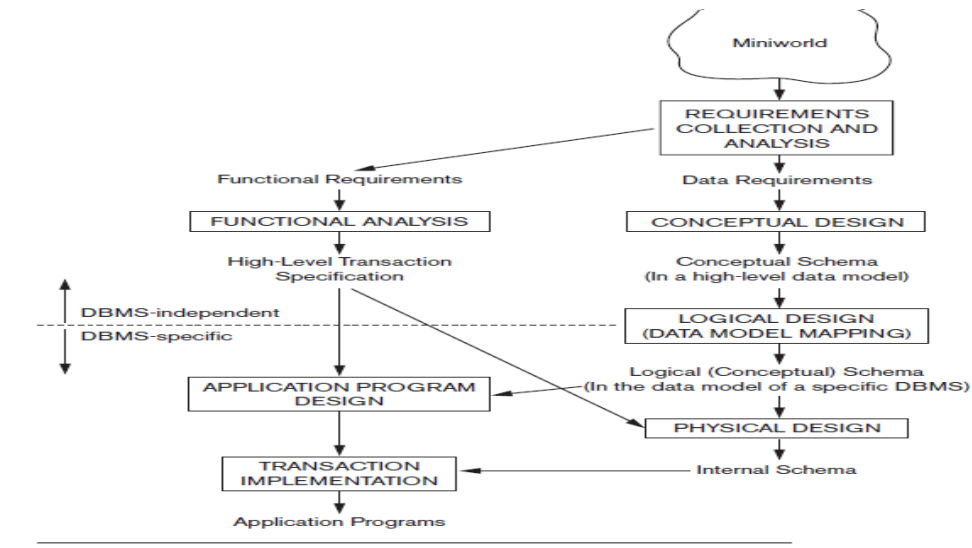 Miniworld
REQUIREMENTS
COLLECTION AND
ANALYSIS
Functional Requirements
Data Requirements
FUNCTIONAL ANALYSIS
CONCEPTUAL DESIGN
High-Level Transaction
Specification
Conceptual Schema
(In a high-level data model)
DBMS-independent
DBMS-specific
LOGICAL DESIGN
(DATA MODEL MAPPING)
Logical (Conceptual) Schema
(In the data model of a specific DBMS)
APPLICATION PROGRAM
DESIGN
PHYSICAL DESIGN
TRANSACTION
IMPLEMENTATION
Internal Schema
Application Programs